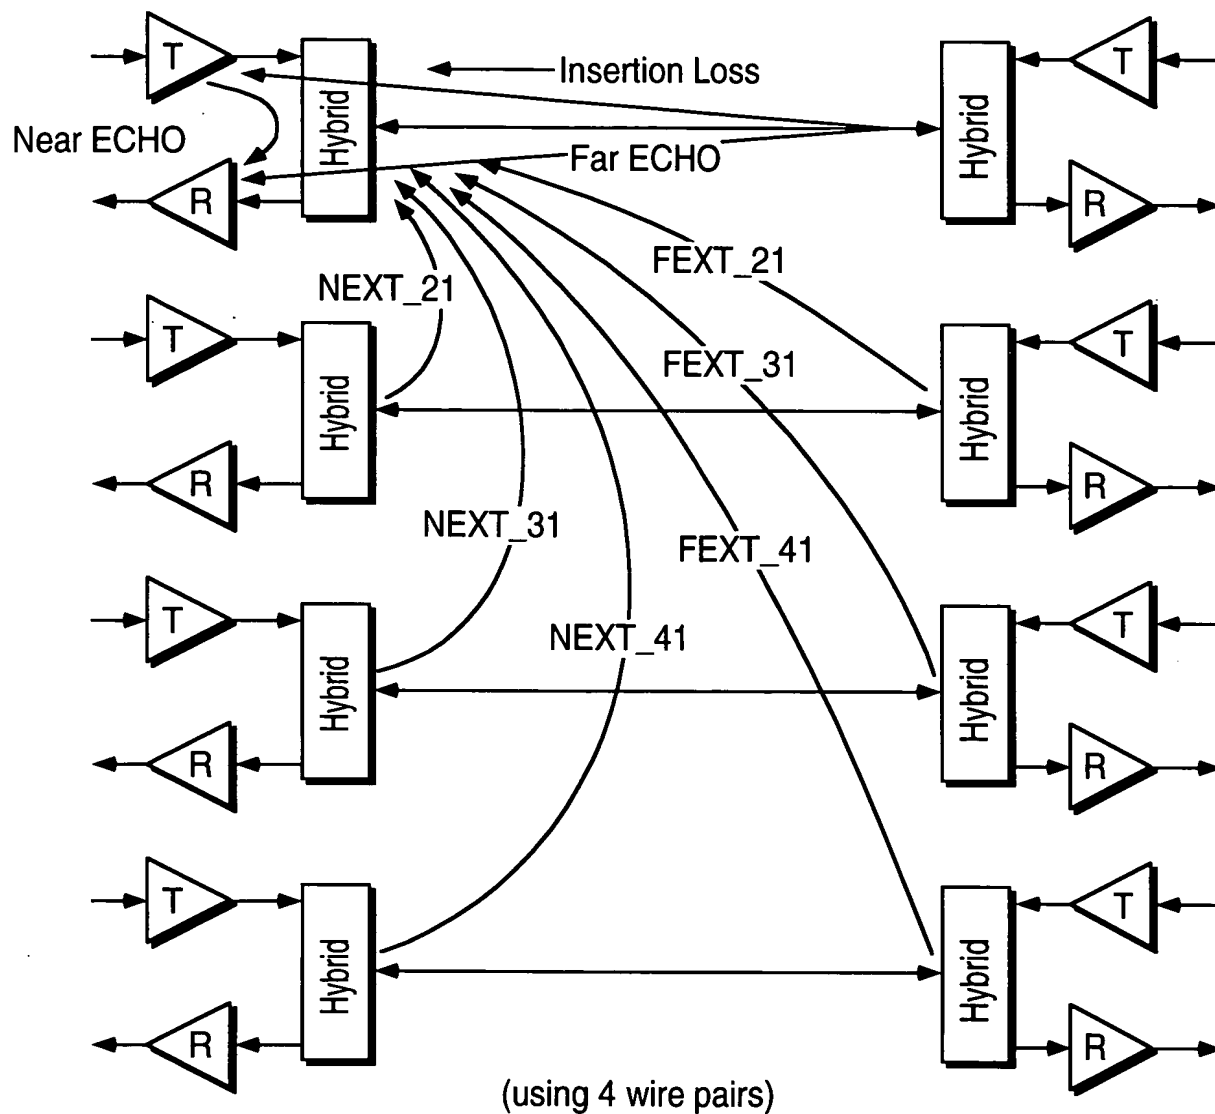 T
Hybrid
Insertion Loss
Hybrid
T
Near ECHO
Far ECHO
R
R
NEXT_21
FEXT_21
T
Hybrid
FEXT_31
Hybrid
T
R
NEXT_31
FEXT_41
R
T
Hybrid
NEXT_41
Hybrid
T
R
R
T
Hybrid
Hybrid
T
R
R
(using 4 wire pairs)